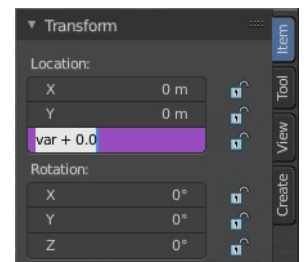 Transform
Location:
X 0 m
Y 0 m
var + 0.0
Rotation:
X 0°
Y 0°
Z 0°
Item
Tool
View
Create